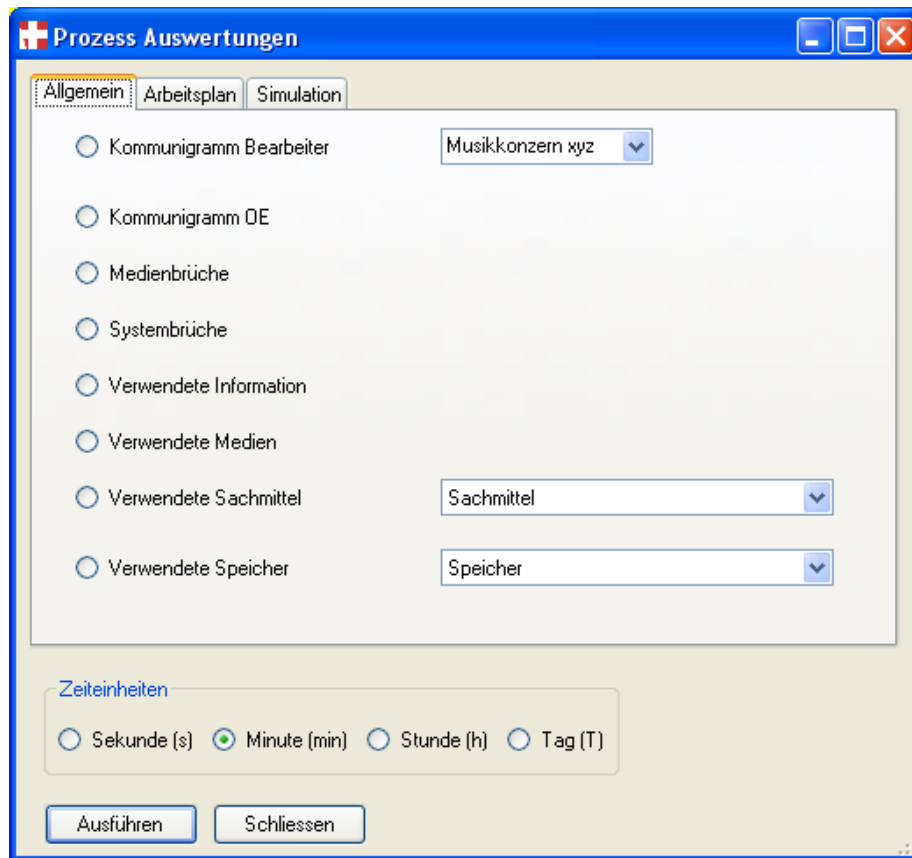 Prozess Auswertungen
Allgemein Arbeitsplan Simulation
Kommunigramm Bearbeiter Musikkonzern xyz
Kommunigramm OE
Medienbrüche
Systembrüche
Verwendete Information
Verwendete Medien
Verwendete Sachmittel Sachmittel
Verwendete Speicher Speicher
Zeiteinheiten
Sekunde (s) Minute (min) Stunde (h) Tag (T)
Ausführen Schliessen